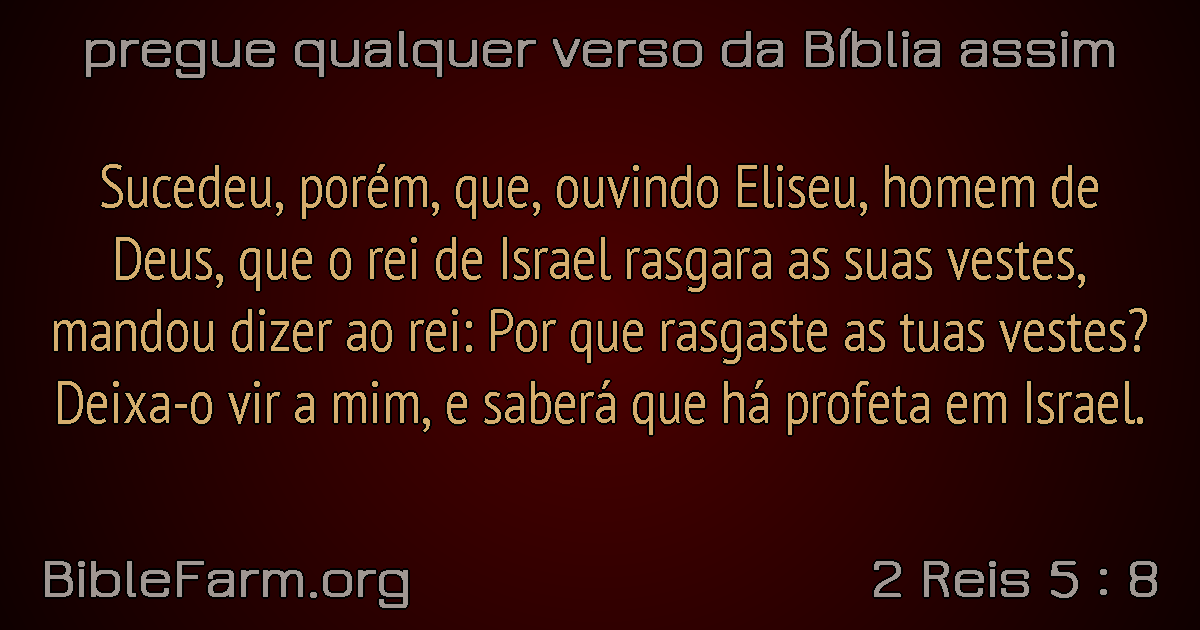 pregue qualquer verso da Bíblia assim
Sucedeu, porém, que, ouvindo Eliseu, homem de
Deus, que o rei de Israel rasgara as suas vestes,
mandou dizer ao rei: Por que rasgaste as tuas vestes?
Deixa-o vir a mim, e saberá que há profeta em Israel.
BibleFarm.org
2 Reis 5 : 8